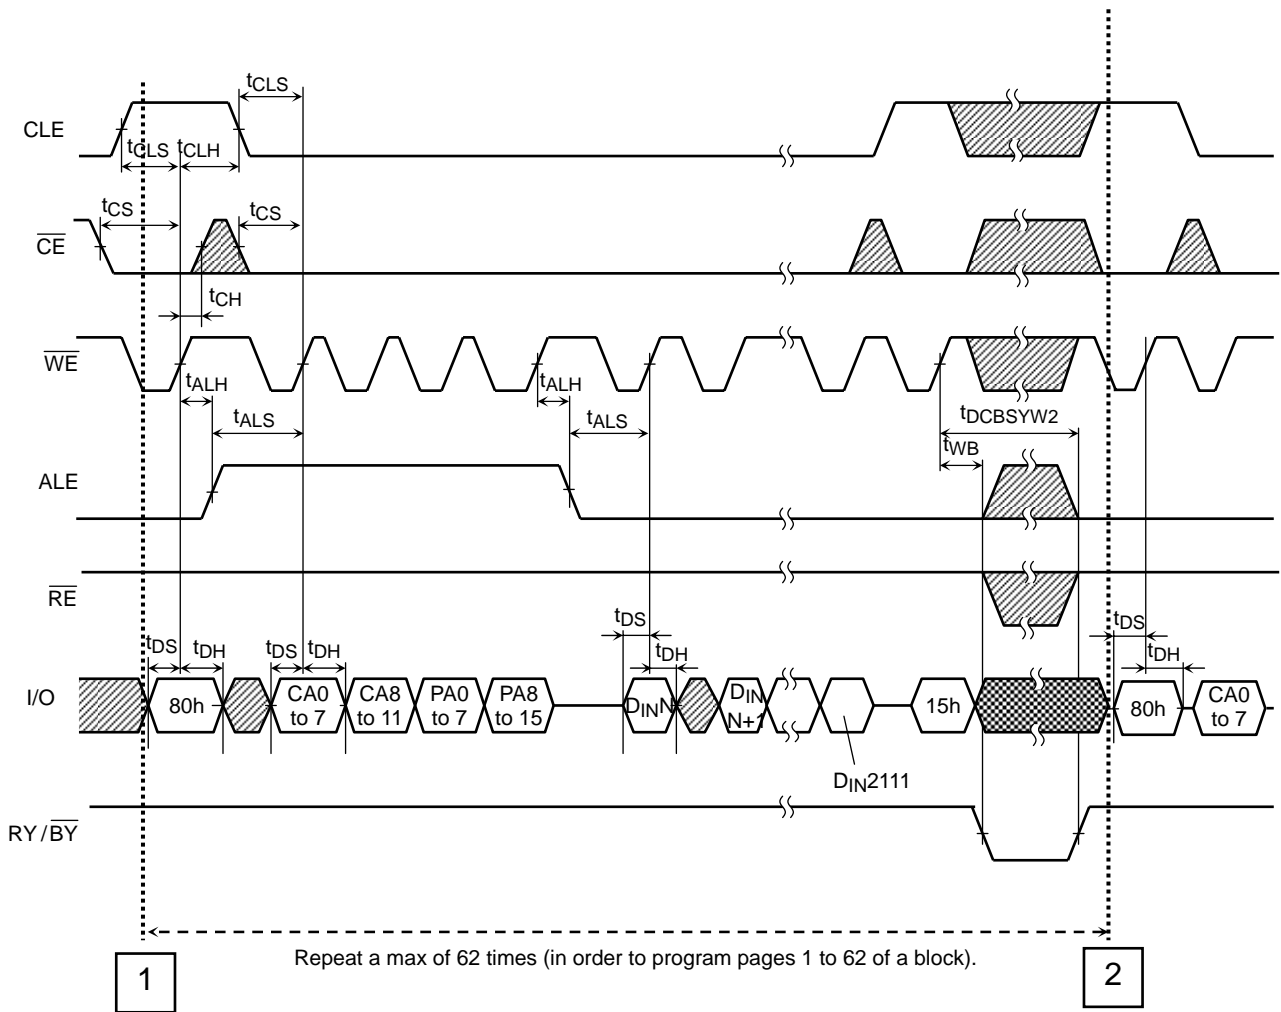 tCLS
CLE
tCLS tCLH
tCS tCS
CE
tCH
WE
tALH tALH
tALS tALS
tDCBSYW2
tWB
ALE
RE
tDS tDH tDS tDH tDS tDH tDS tDH
I/O
80h
CA0
to 7
CA8
to 11
PA0
to 7
PA8
to 15
DINN
DIN
N+1
15h
80h
CA0
to 7
DIN2111
RY/BY
Repeat a max of 62 times (in order to program pages 1 to 62 of a block).
1
2